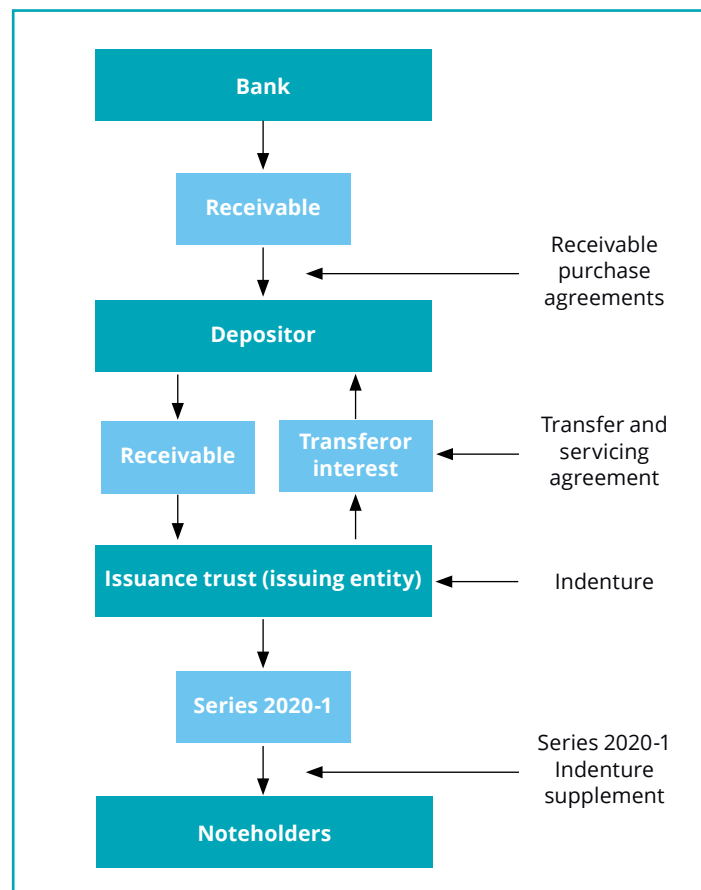 Bank
Receivable
Receivable
purchase
agreements
Depositor
Receivable
Transferor
interest
Transfer and
servicing
agreement
Issuance trust (issuing entity)
Indenture
Series 2020-1
Series 2020-1
Indenture
supplement
Noteholders